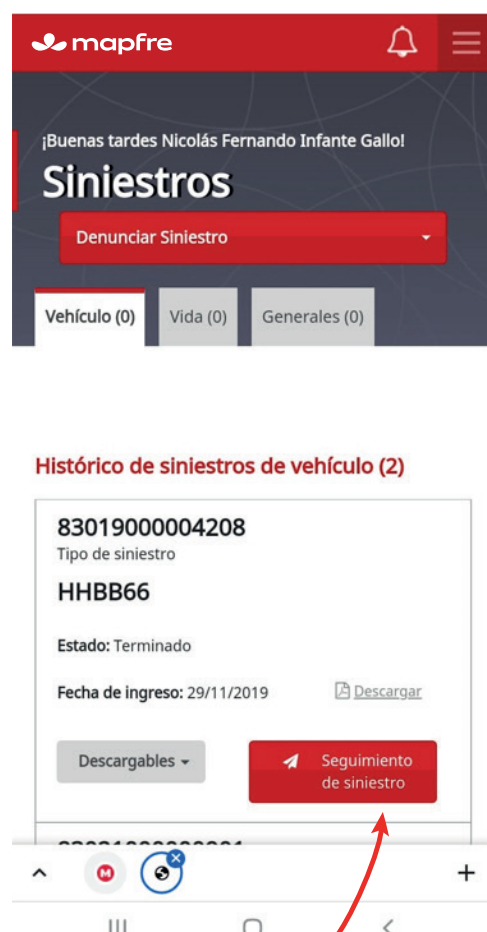 mapfre
¡Buenas tardes Nicolás Fernando Infante Gallo!
Siniestros
Denunciar Siniestro
Vehículo (0) Vida (0) Generales (0)
Histórico de siniestros de vehículo (2)
83019000004208
Tipo de siniestro
HHBB66
Estado: Terminado
Fecha de ingreso: 29/11/2019 Descargar
Descargables Seguimiento
de siniestro